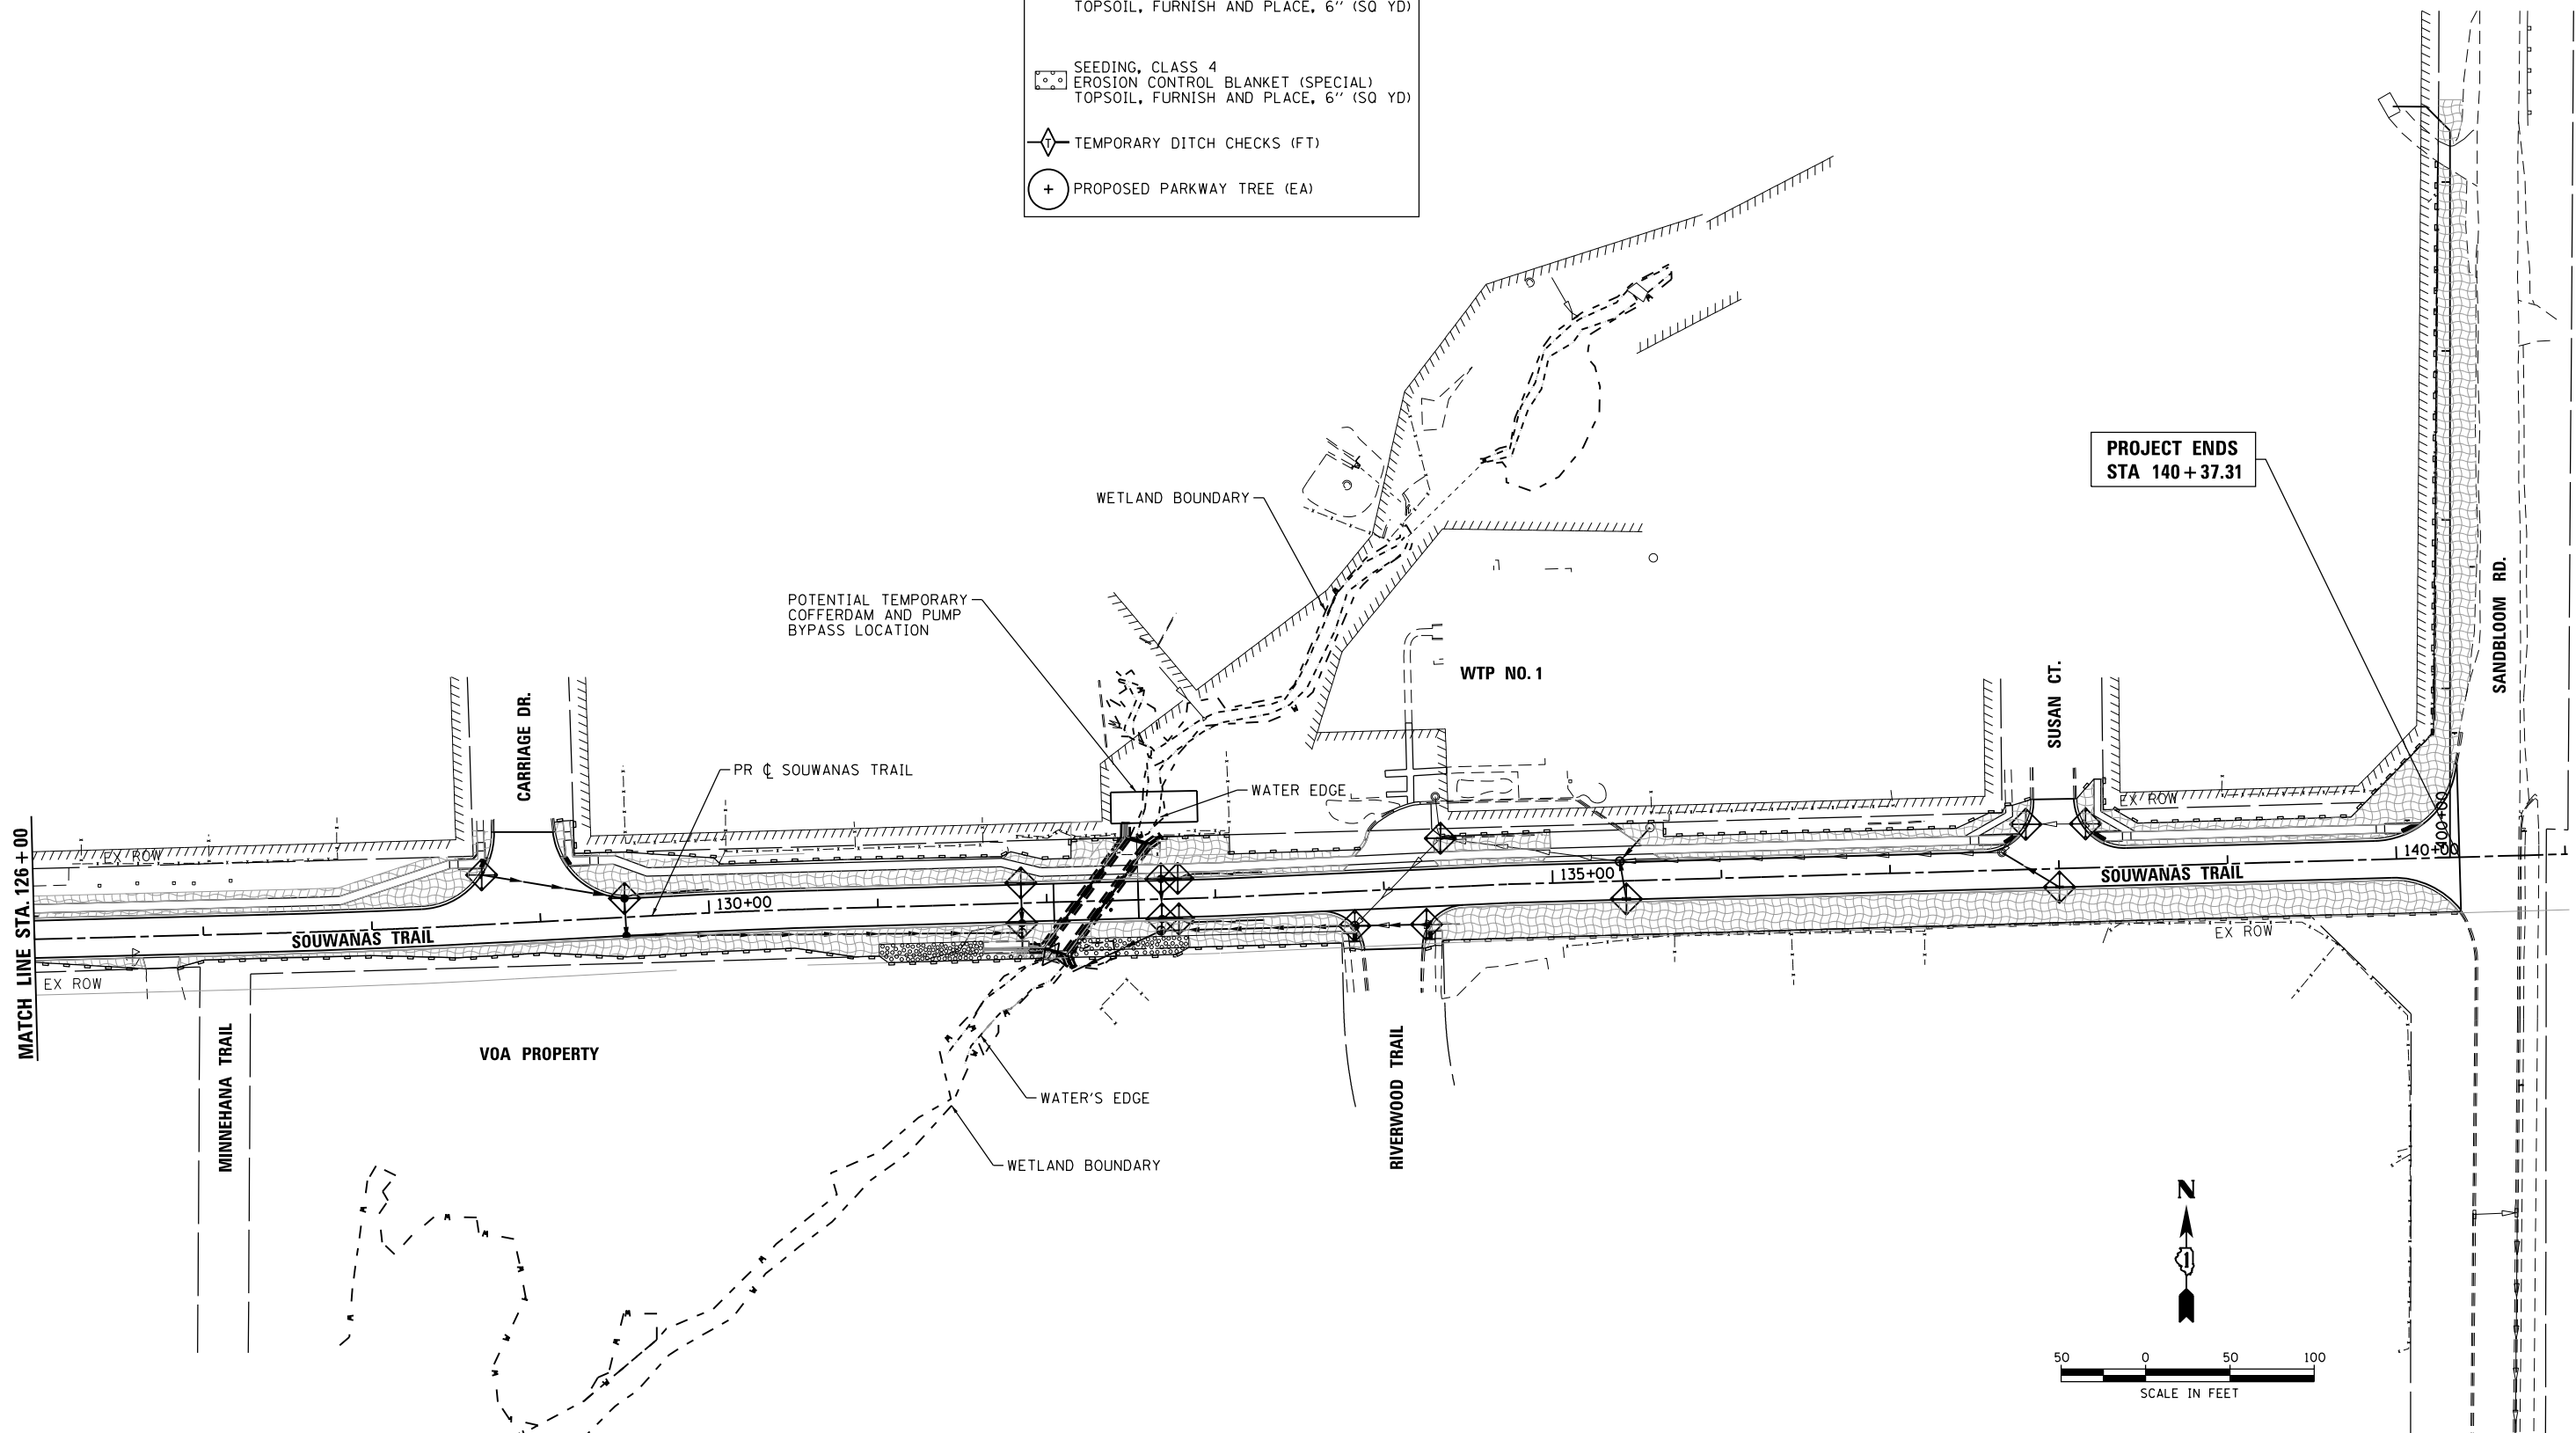 TOPSOIL, FURNISH AND PLACE, 6'' (SQ YD)
SEEDING, CLASS 4
EROSION CONTROL BLANKET (SPECIAL)
TOPSOIL, FURNISH AND PLACE, 6'' (SQ YD)
T
TEMPORARY DITCH CHECKS (FT)
PROPOSED PARKWAY TREE (EA)
PROJECT ENDS
STA 140+37.31
WETLAND BOUNDARY
POTENTIAL TEMPORARY
COFFERDAM AND PUMP
BYPASS LOCATION
SANDBLOOM RD.
WTP NO. 1
SUSAN CT.
CARRIAGE DR.
PR ℄ SOUWANAS TRAIL
WATER EDGE
EX ROW
EX ROW
400+00
140+00
MATCH LINE STA. 126+00
135+00
SOUWANAS TRAIL
130+00
SOUWANAS TRAIL
EX ROW
EX ROW
MINNEHANA TRAIL
VOA PROPERTY
WATER'S EDGE
RIVERWOOD TRAIL
WETLAND BOUNDARY
N
1
50 0 50 100
SCALE IN FEET